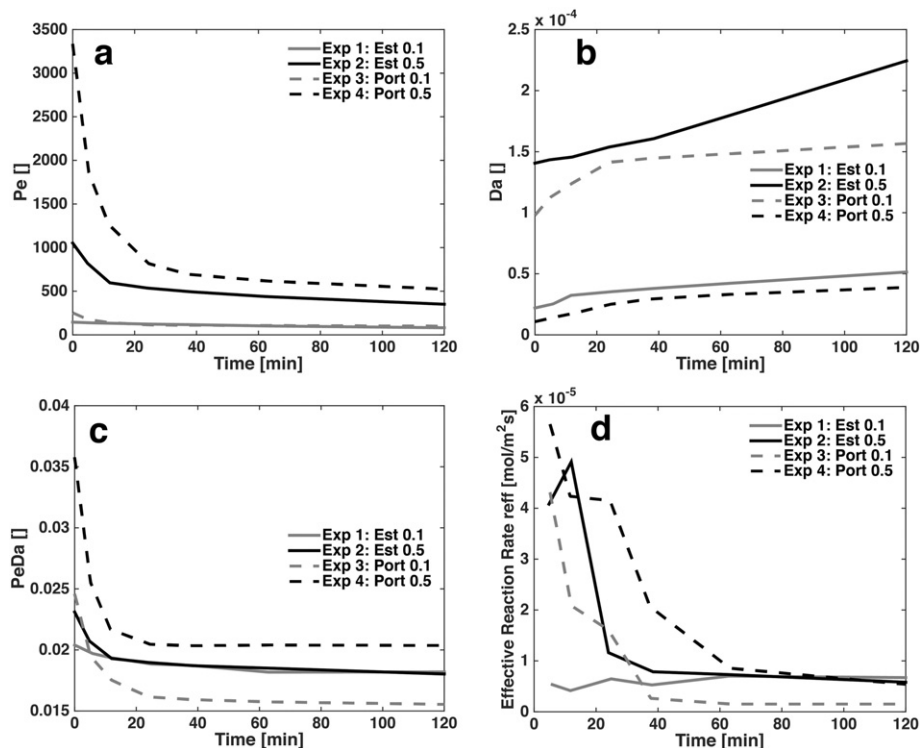 a
Pe []
3500
3000
2500
2000
1500
1000
500
0
0 20 40 60 80 100 120
Time [min]
Exp 1: Est 0.1
Exp 2: Est 0.5
Exp 3: Port 0.1
Exp 4: Port 0.5
b
Da []
2 x 10⁻⁴
2.5
2
1.5
1
0.5
0
0 20 40 60 80 100 120
Time [min]
Exp 1: Est 0.1
Exp 2: Est 0.5
Exp 3: Port 0.1
Exp 4: Port 0.5
c
PeDa []
0.04
0.035
0.03
0.025
0.02
0.015
0 20 40 60 80 100 120
Time [min]
Exp 1: Est 0.1
Exp 2: Est 0.5
Exp 3: Port 0.1
Exp 4: Port 0.5
d
Effective Reaction Rate reff [mol/m²s]
x 10⁻⁵
6
5
4
3
2
1
0
0 20 40 60 80 100 120
Time [min]
Exp 1: Est 0.1
Exp 2: Est 0.5
Exp 3: Port 0.1
Exp 4: Port 0.5